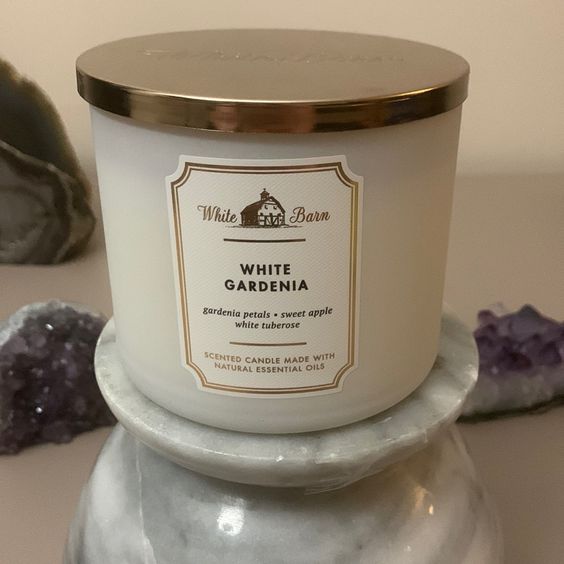 White Barn
WHITE
GARDENIA
gardenia petals • sweet apple
white tuberose
SCENTED CANDLE MADE WITH
NATURAL ESSENTIAL OILS